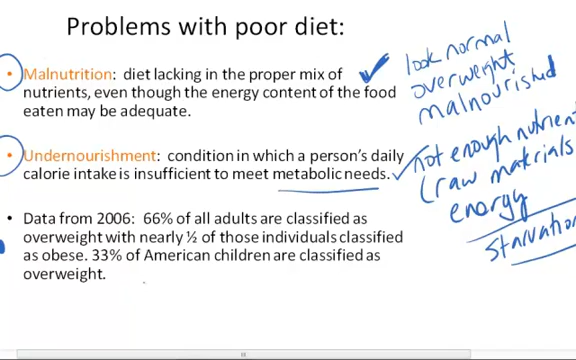 Problems with poor diet:
• Malnutrition: diet lacking in the proper mix of
nutrients, even though the energy content of the food
eaten may be adequate.
• Undernourishment: condition in which a person's daily
calorie intake is insufficient to meet metabolic needs.
• Data from 2006: 66% of all adults are classified as
overweight with nearly ½ of those individuals classified
as obese. 33% of American children are classified as
overweight.
look normal
overweight
malnourished
not enough nutrient
(raw materials
energy
starvation